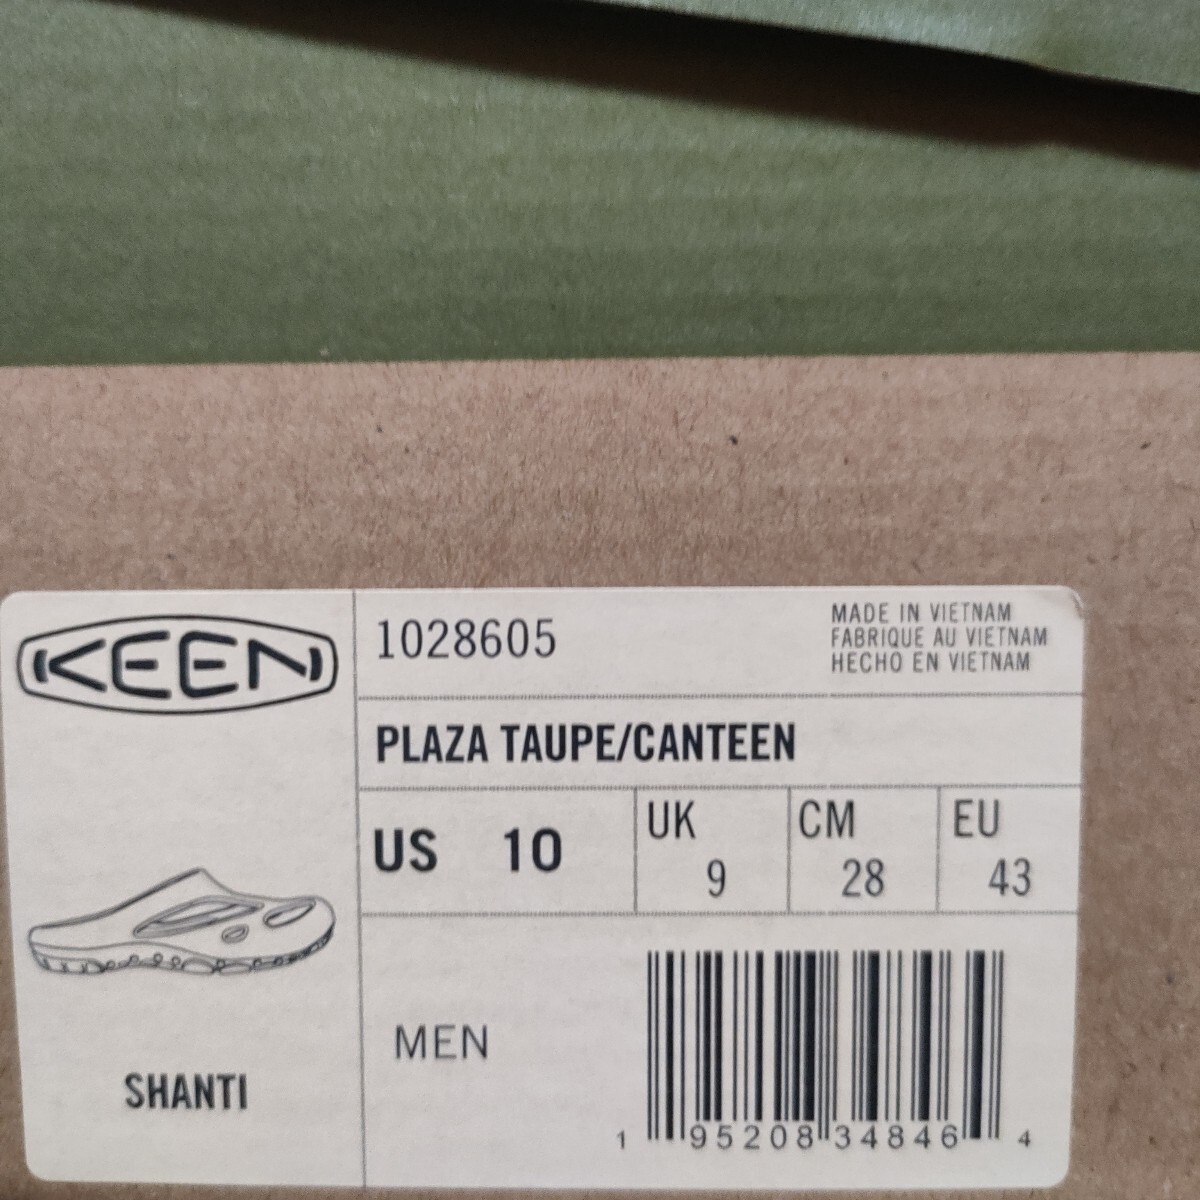 KEEN
1028605
MADE IN VIETNAM
FABRIQUE AU VIETNAM
HECHO EN VIETNAM
PLAZA TAUPE/CANTEEN
US 10
UK 9
CM 28
EU 43
MEN
SHANTI
1 95208 34846 4